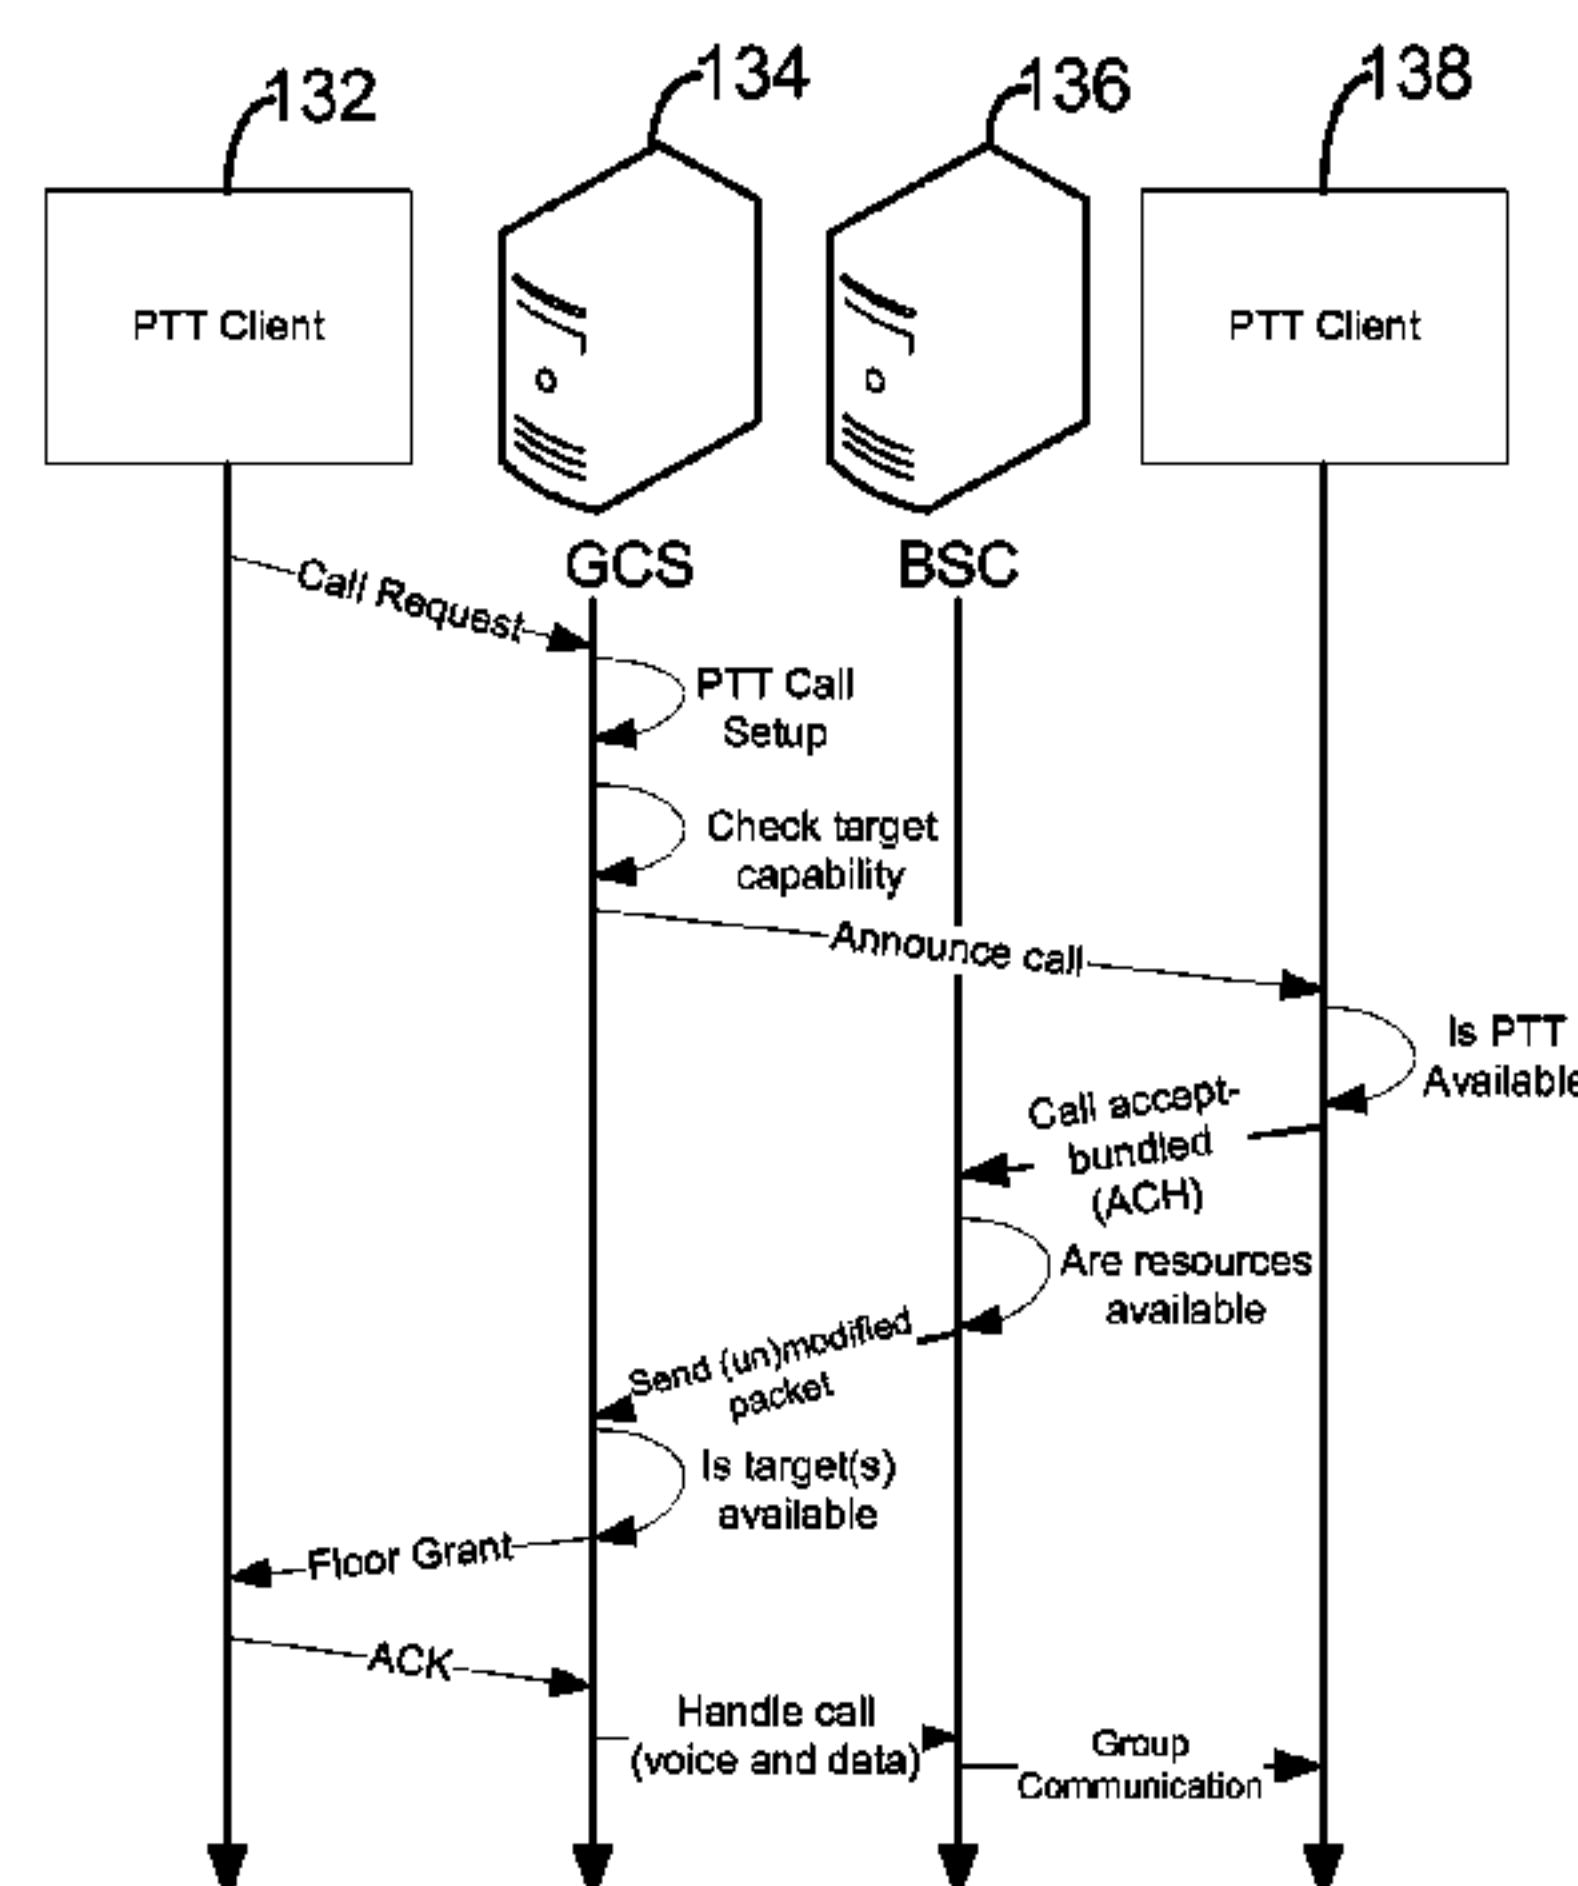 132
134
136
138
PTT Client
PTT Client
GCS
BSC
Call Request
PTT Call
Setup
Check target
capability
Announce call
Is PTT
Available
Call accept-
bundled
(ACH)
Are resources
available
Send (un)modified
packet
Is target(s)
available
Floor Grant
ACK
Handle call
(voice and data)
Group
Communication